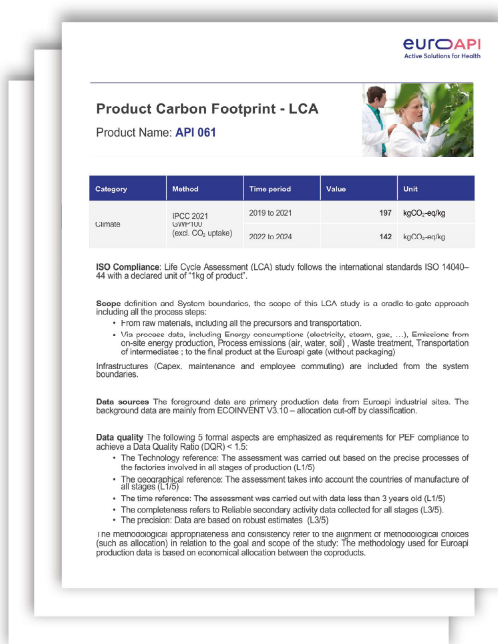 euroAPI
Active Solutions for Health
Product Carbon Footprint - LCA
Product Name: API 061
Category Method Time period Value Unit
Climate IPCC 2021 GWP100 (excl. CO₂ uptake) 2019 to 2021 197 kgCO₂-eq/kg
2022 to 2024 142 kgCO₂-eq/kg
ISO Compliance: Life Cycle Assessment (LCA) study follows the international standards ISO 14040–
44 with a declared unit of "1kg of product".
Scope definition and System boundaries, the scope of this LCA study is a cradle to gate approach
including all the process steps:
• From raw materials, including all the precursors and transportation.
• Via process data, including Energy consumptions (electricity, steam, gas, …), Emissions from
on-site energy production, Process emissions (air, water, soil) , Waste treatment, Transportation
of intermediates ; to the final product at the Euroapi gate (without packaging)
Infrastructures (Capex, maintenance and employee commuting) are included from the system
boundaries.
Data sources The foreground data are primary production data from Euroapi industrial sites. The
background data are mainly from ECOINVENT V3.10 – allocation cut-off by classification.
Data quality The following 5 formal aspects are emphasized as requirements for PEF compliance to
achieve a Data Quality Ratio (DQR) < 1.5:
• The Technology reference: The assessment was carried out based on the precise processes of
the factories involved in all stages of production (L1/5)
• The geographical reference: The assessment takes into account the countries of manufacture of
all stages (L1/5)
• The time reference: The assessment was carried out with data less than 3 years old (L1/5)
• The completeness refers to Reliable secondary activity data collected for all stages (L3/5).
• The precision: Data are based on robust estimates (L3/5)
The methodological appropriateness and consistency refer to the alignment of methodological choices
(such as allocation) in relation to the goal and scope of the study: The methodology used for Euroapi
production data is based on economical allocation between the coproducts.